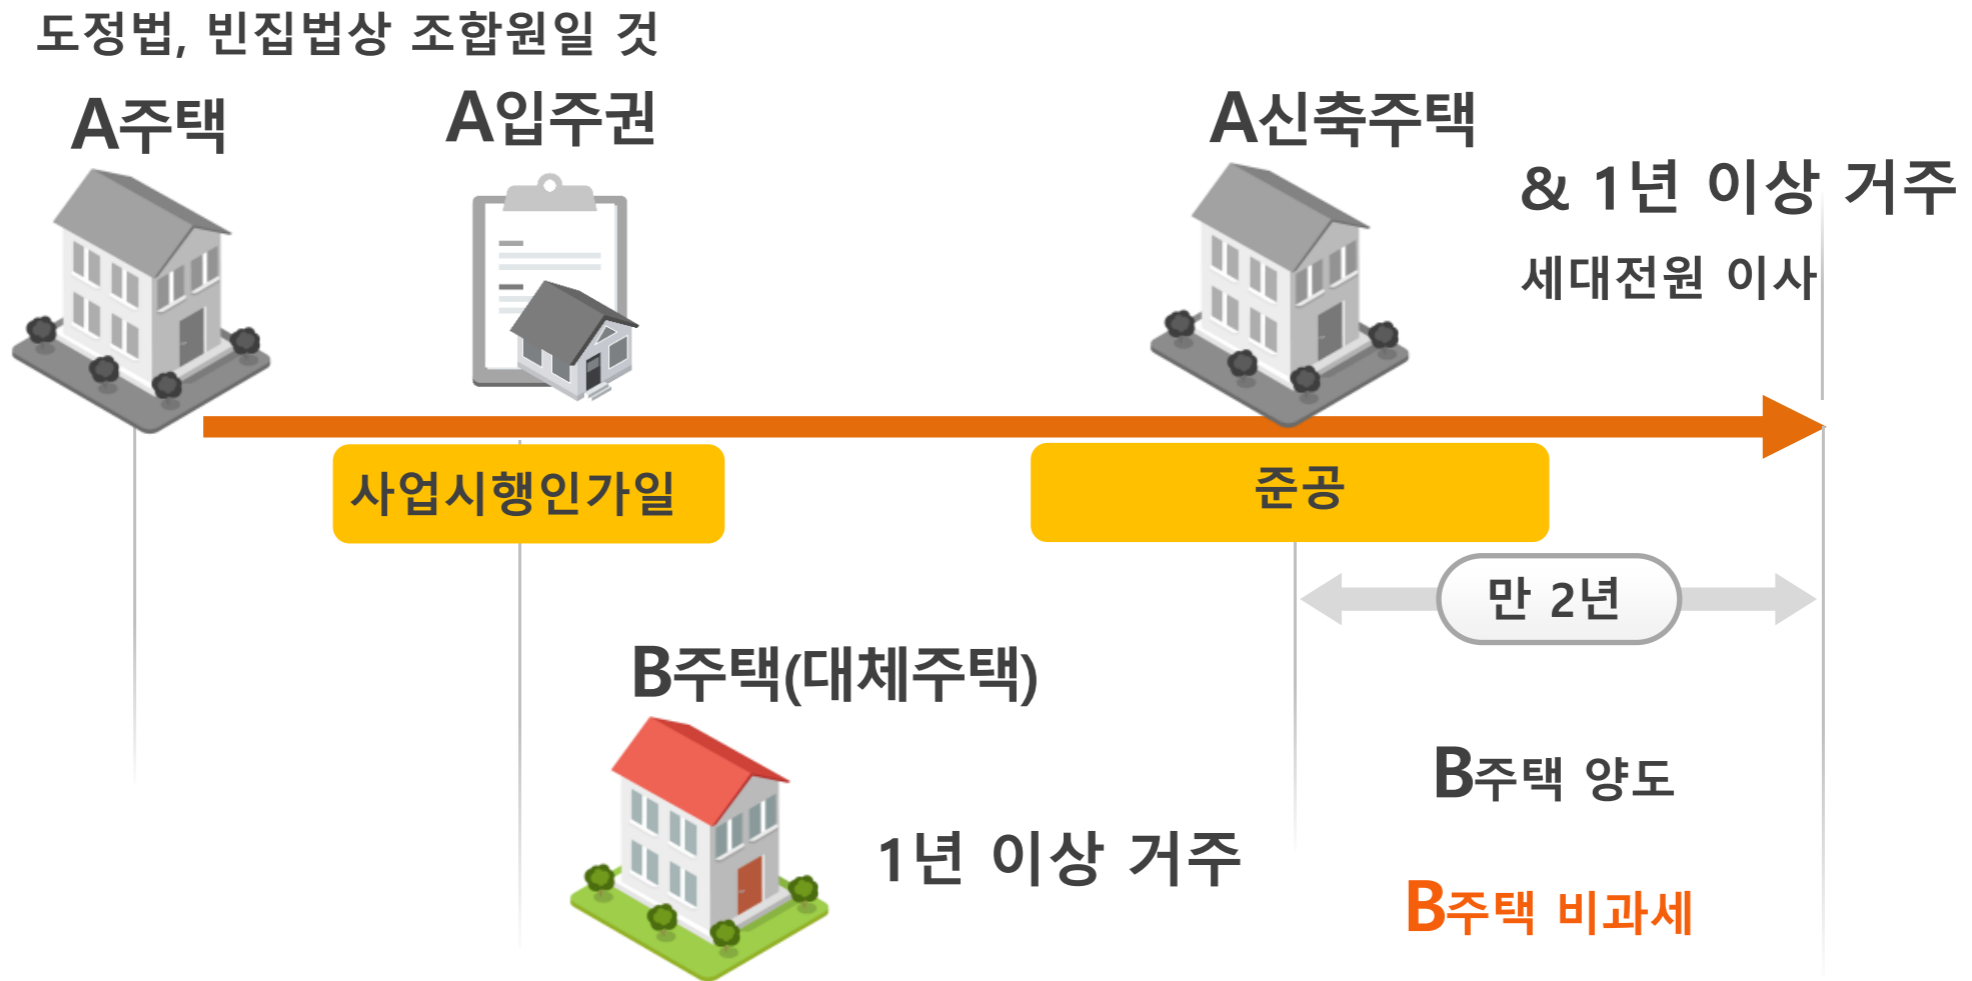 도정법, 빈집법상 조합원일 것
A주택
A입주권
A신축주택
& 1년 이상 거주
세대전원 이사
사업시행인가일
준공
만 2년
B주택(대체주택)
1년 이상 거주
B주택 양도
B주택 비과세